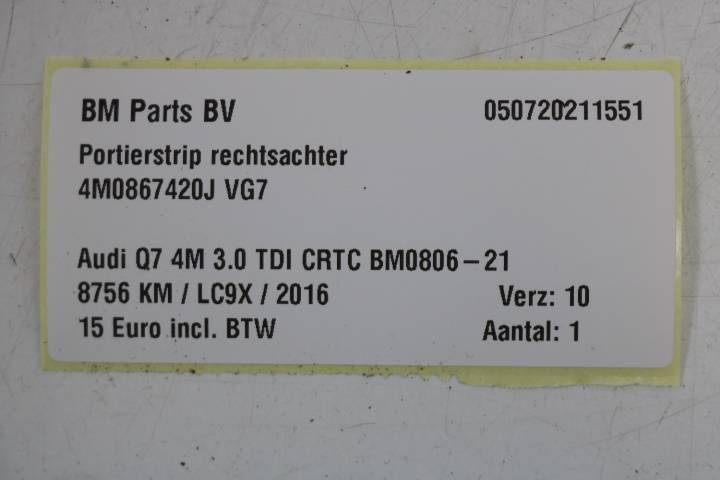 BM Parts BV 050720211551
Portierstrip rechtsachter
4M0867420J VG7
Audi Q7 4M 3.0 TDI CRTC BM0806-21
8756 KM / LC9X / 2016 Verz: 10
15 Euro incl. BTW Aantal: 1